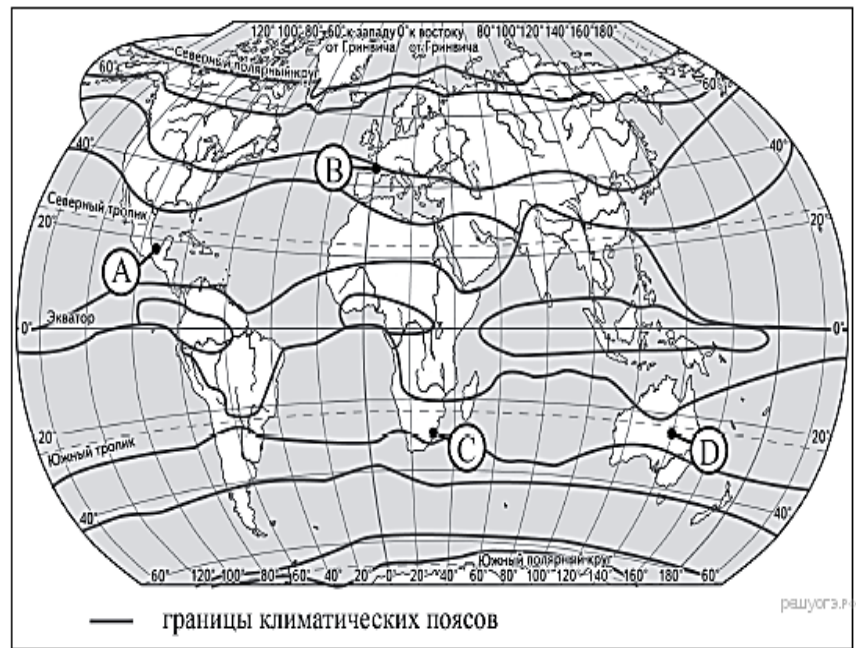 120° 100° 80° 60° к западу 0° к востоку 80° 100° 120° 140° 160° 180°
от Гринвича от Гринвича
Северный полярный круг
60° 60°
40° 40°
B
Северный тропик
20° 20°
A
Экватор
0° 0°
20° 20°
Южный тропик
C
D
40° 40°
Южный полярный круг
60° 120° 100° 80° 60° 40° 20° 0° 20° 40° 60° 80° 100° 120° 140° 160° 180° 60°
решуогэ.рф
границы климатических поясов